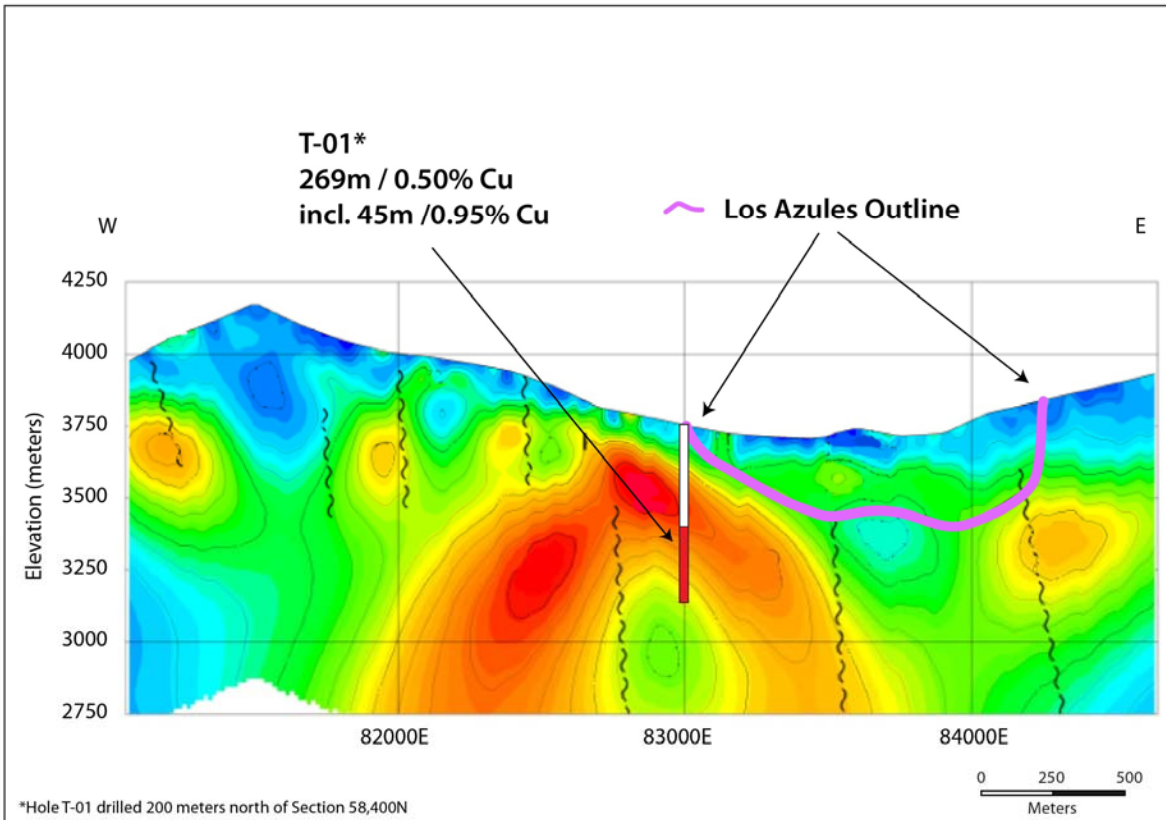 T-01*
269m / 0.50% Cu
incl. 45m /0.95% Cu
Los Azules Outline
W
E
4250
4000
3750
3500
3250
3000
2750
Elevation (meters)
82000E
83000E
84000E
0 250 500
Meters
*Hole T-01 drilled 200 meters north of Section 58,400N